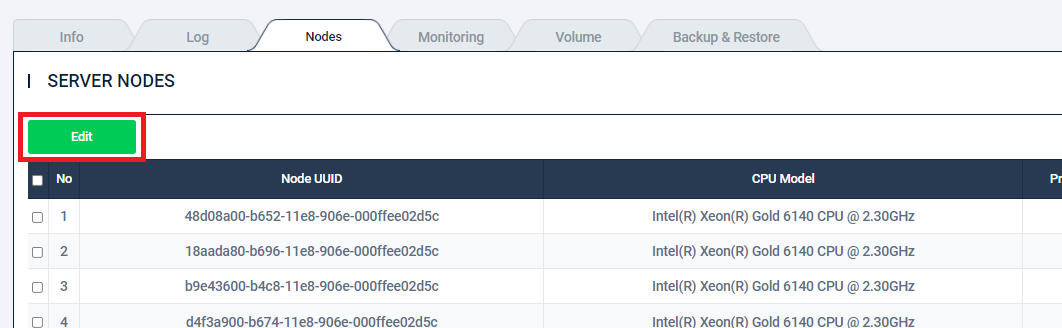 Info Log Nodes Monitoring Volume Backup & Restore
SERVER NODES
Edit
No Node UUID CPU Model
1 48d08a00-b652-11e8-906e-000ffee02d5c Intel(R) Xeon(R) Gold 6140 CPU @ 2.30GHz
2 18aada80-b696-11e8-906e-000ffee02d5c Intel(R) Xeon(R) Gold 6140 CPU @ 2.30GHz
3 b9e43600-b4c8-11e8-906e-000ffee02d5c Intel(R) Xeon(R) Gold 6140 CPU @ 2.30GHz
4 d4f3a900-b674-11e8-906e-000ffee02d5c Intel(R) Xeon(R) Gold 6140 CPU @ 2.30GHz